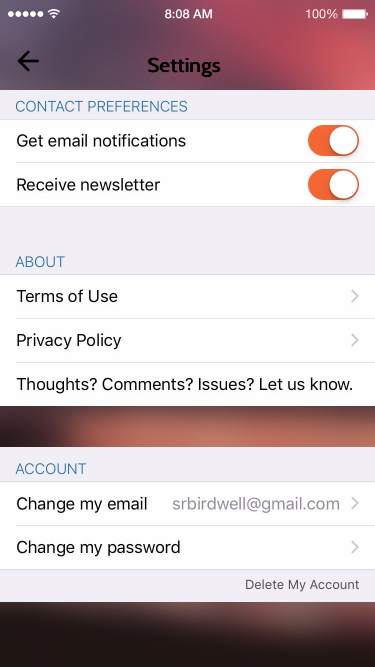 8:08 AM
100%
Settings
CONTACT PREFERENCES
Get email notifications
Receive newsletter
ABOUT
Terms of Use
Privacy Policy
Thoughts? Comments? Issues? Let us know.
ACCOUNT
Change my email srbirdwell@gmail.com
Change my password
Delete My Account